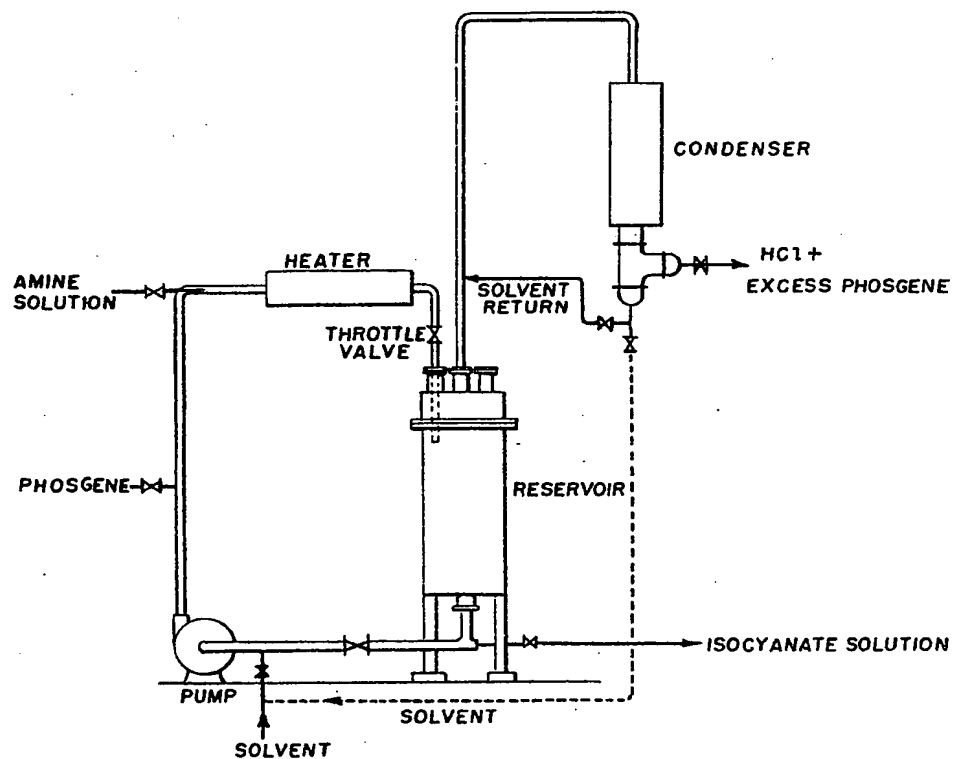 CONDENSER
HCl+
EXCESS PHOSGENE
HEATER
AMINE
SOLUTION
SOLVENT
RETURN
THROTTLE
VALVE
PHOSGENE
RESERVOIR
ISOCYANATE SOLUTION
PUMP
SOLVENT
SOLVENT